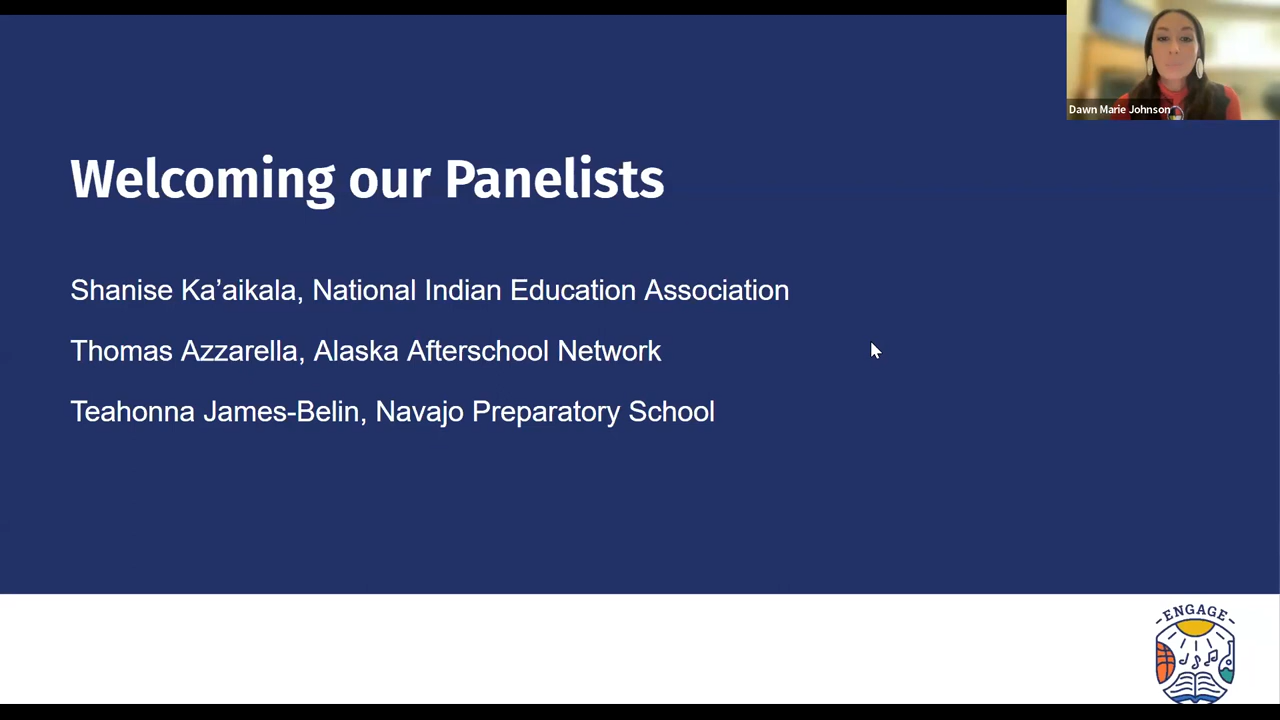 Dawn Marie Johnson
Welcoming our Panelists
Shanise Ka’aikala, National Indian Education Association
Thomas Azzarella, Alaska Afterschool Network
Teahonna James-Belin, Navajo Preparatory School
-ENGAGE-